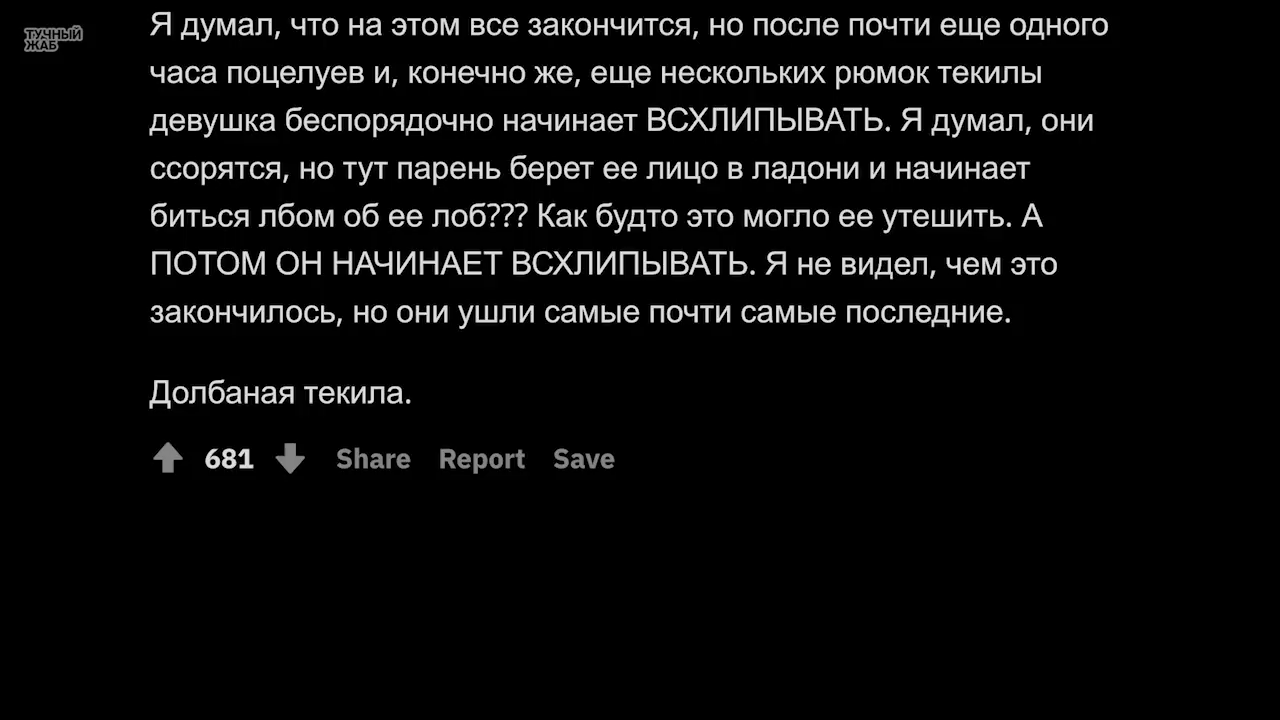 ТУЧНЫЙ
ЖАБ
Я думал, что на этом все закончится, но после почти еще одного
часа поцелуев и, конечно же, еще нескольких рюмок текилы
девушка беспорядочно начинает ВСХЛИПЫВАТЬ. Я думал, они
ссорятся, но тут парень берет ее лицо в ладони и начинает
биться лбом об ее лоб??? Как будто это могло ее утешить. А
ПОТОМ ОН НАЧИНАЕТ ВСХЛИПЫВАТЬ. Я не видел, чем это
закончилось, но они ушли самые почти самые последние.
Долбаная текила.
681 Share Report Save